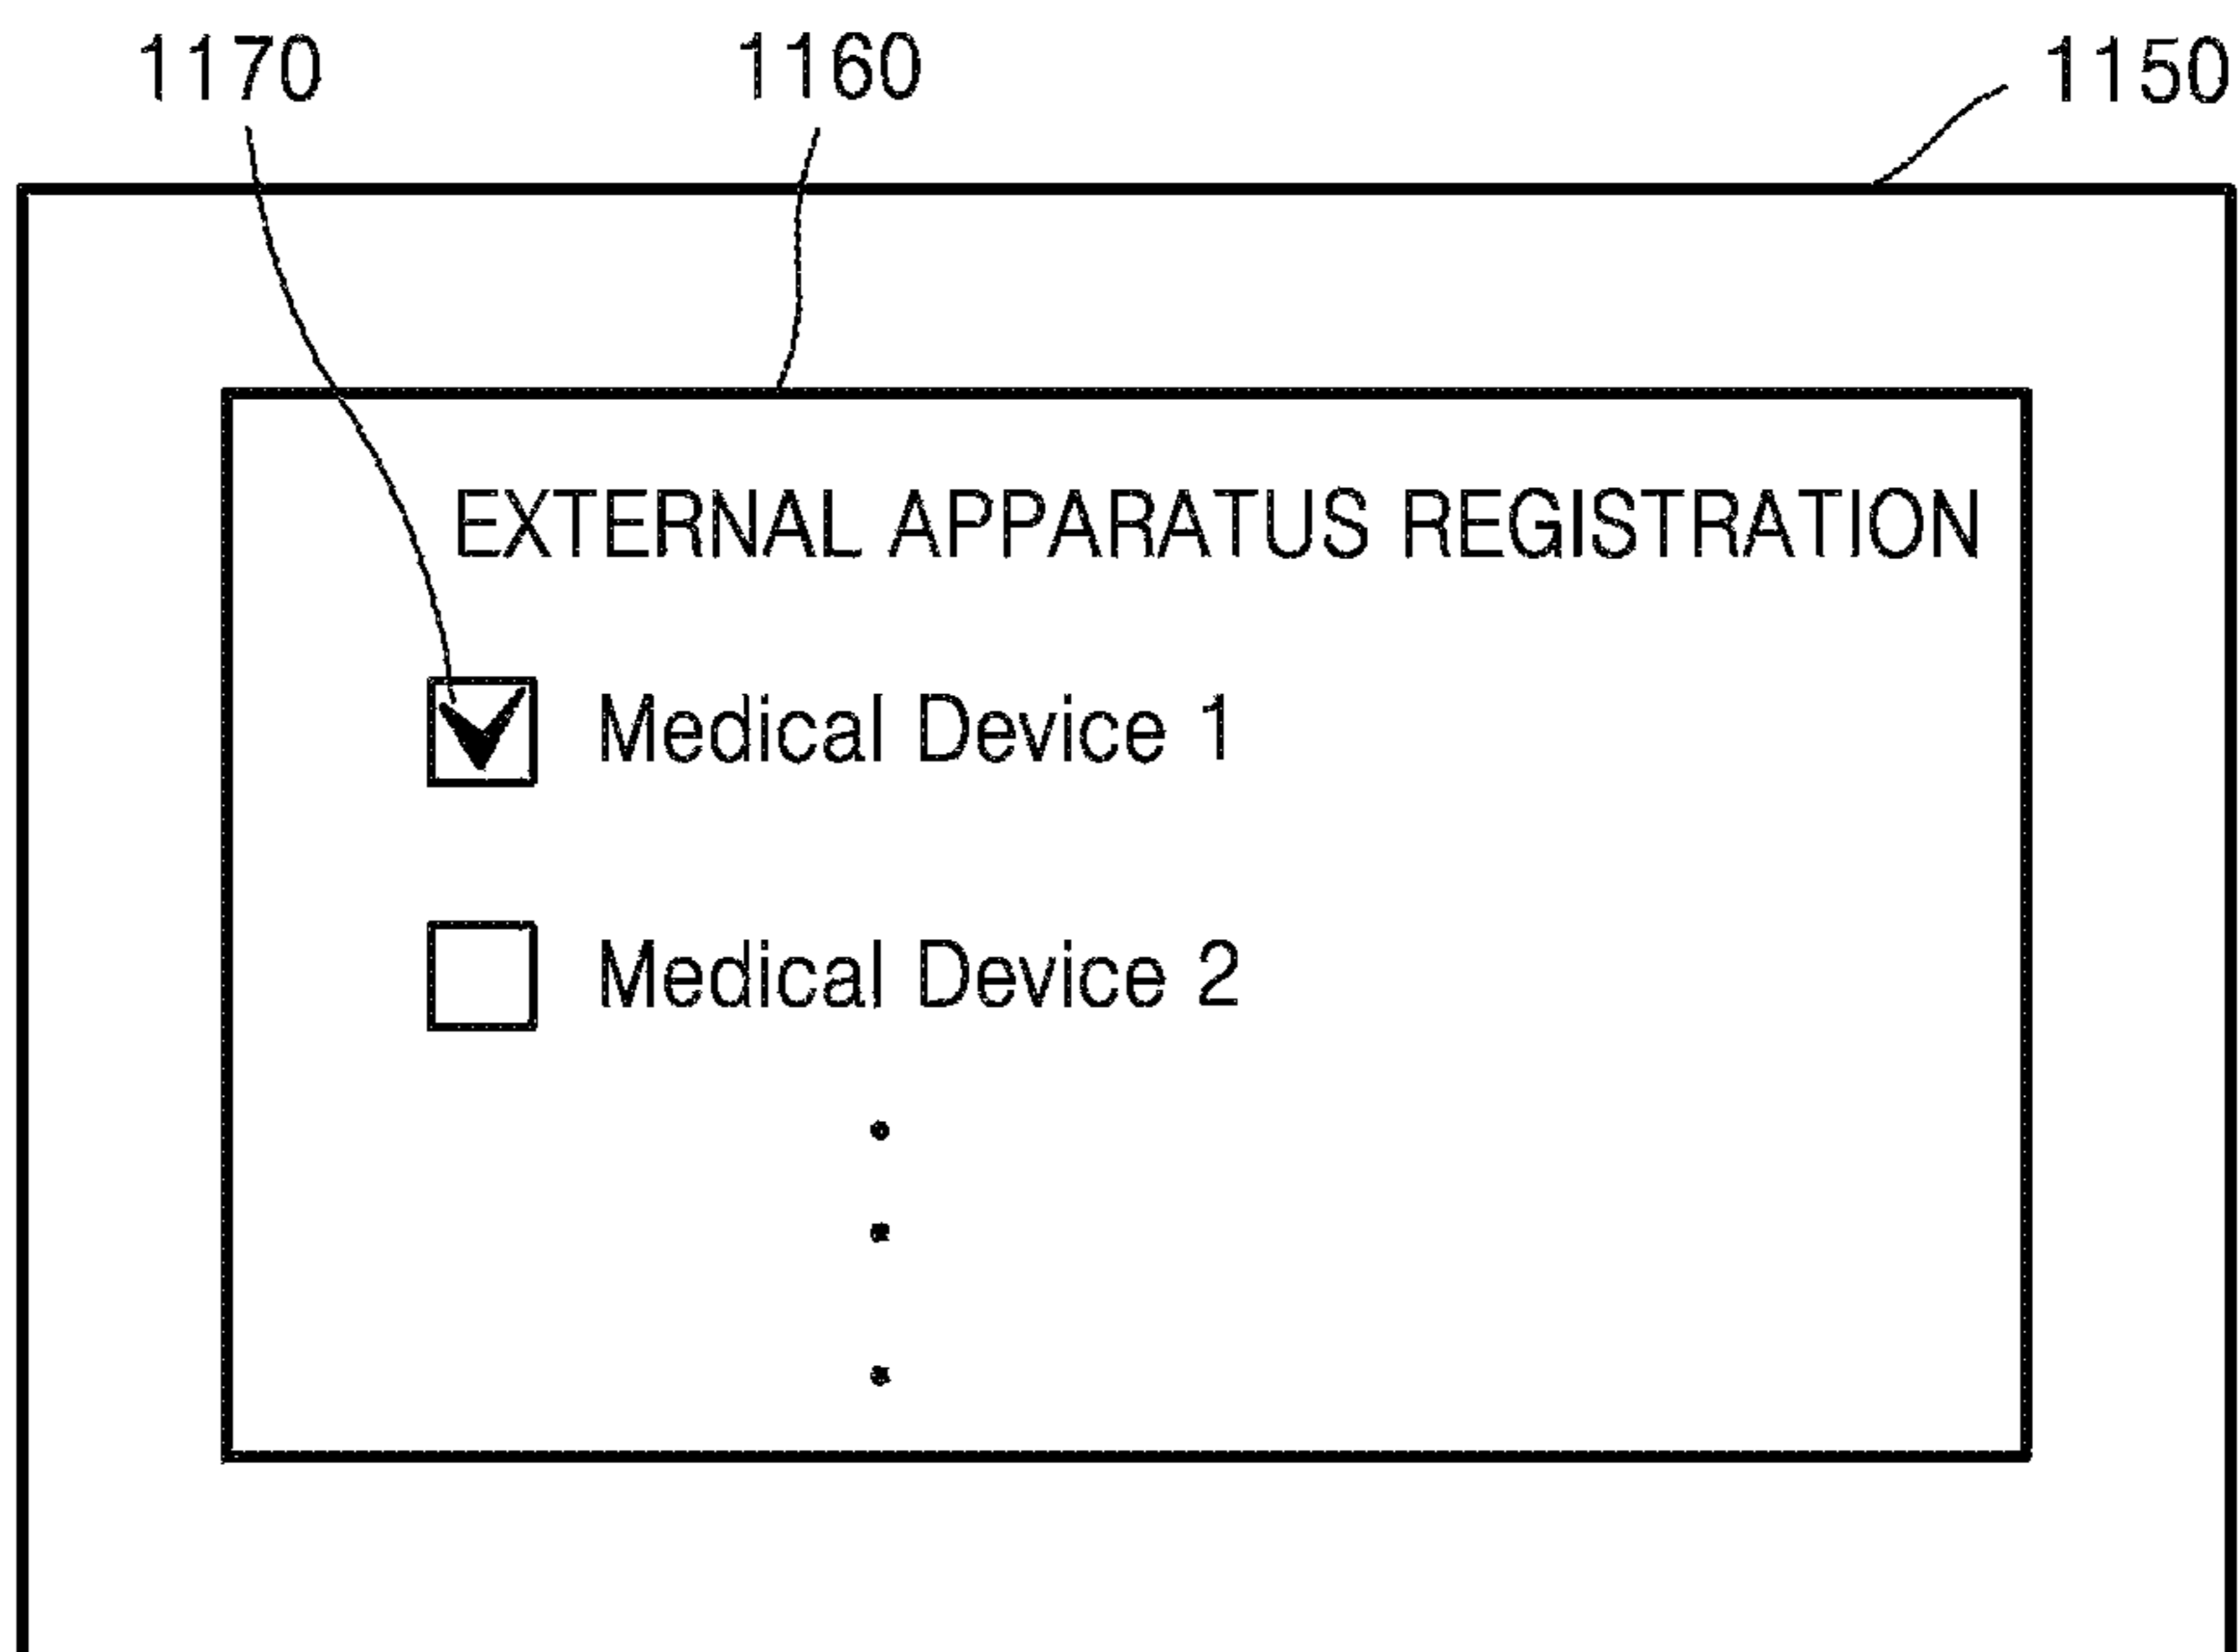 1170 1160 1150
EXTERNAL APPARATUS REGISTRATION
Medical Device 1
Medical Device 2